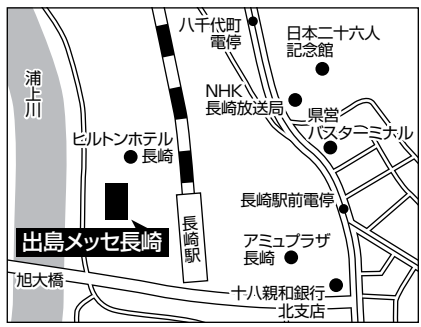 八千代町
電停
日本二十六人
記念館
浦上川
NHK
長崎放送局
県営
バスターミナル
ヒルトンホテル
長崎
長崎駅前電停
長崎駅
出島メッセ長崎
アミュプラザ
長崎
旭大橋
十八親和銀行
北支店